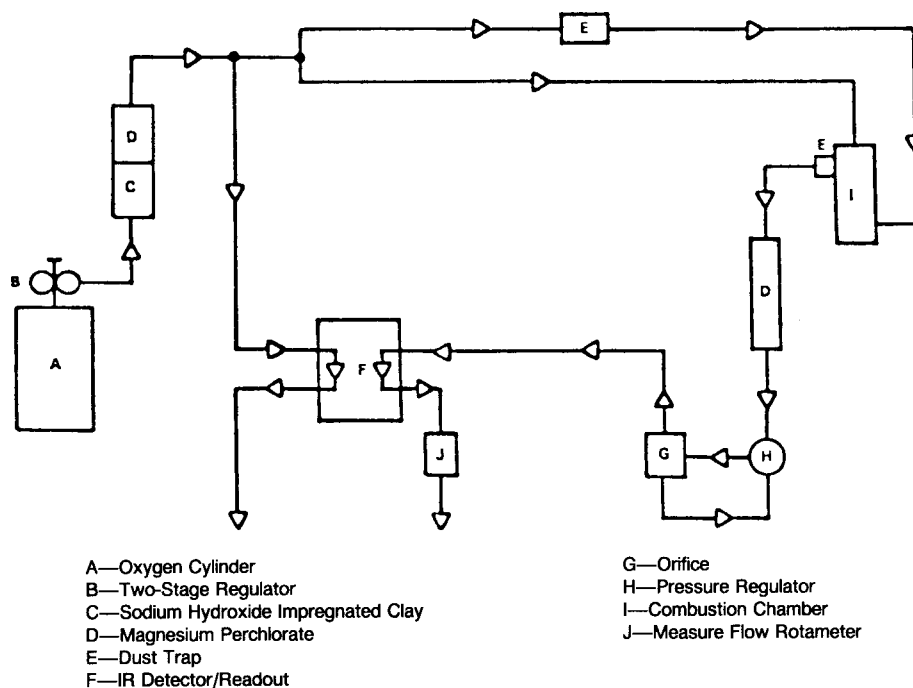 E
D
E
C
I
B
D
A
F
J
G
H
A—Oxygen Cylinder
B—Two-Stage Regulator
C—Sodium Hydroxide Impregnated Clay
D—Magnesium Perchlorate
E—Dust Trap
F—IR Detector/Readout
G—Orifice
H—Pressure Regulator
I—Combustion Chamber
J—Measure Flow Rotameter